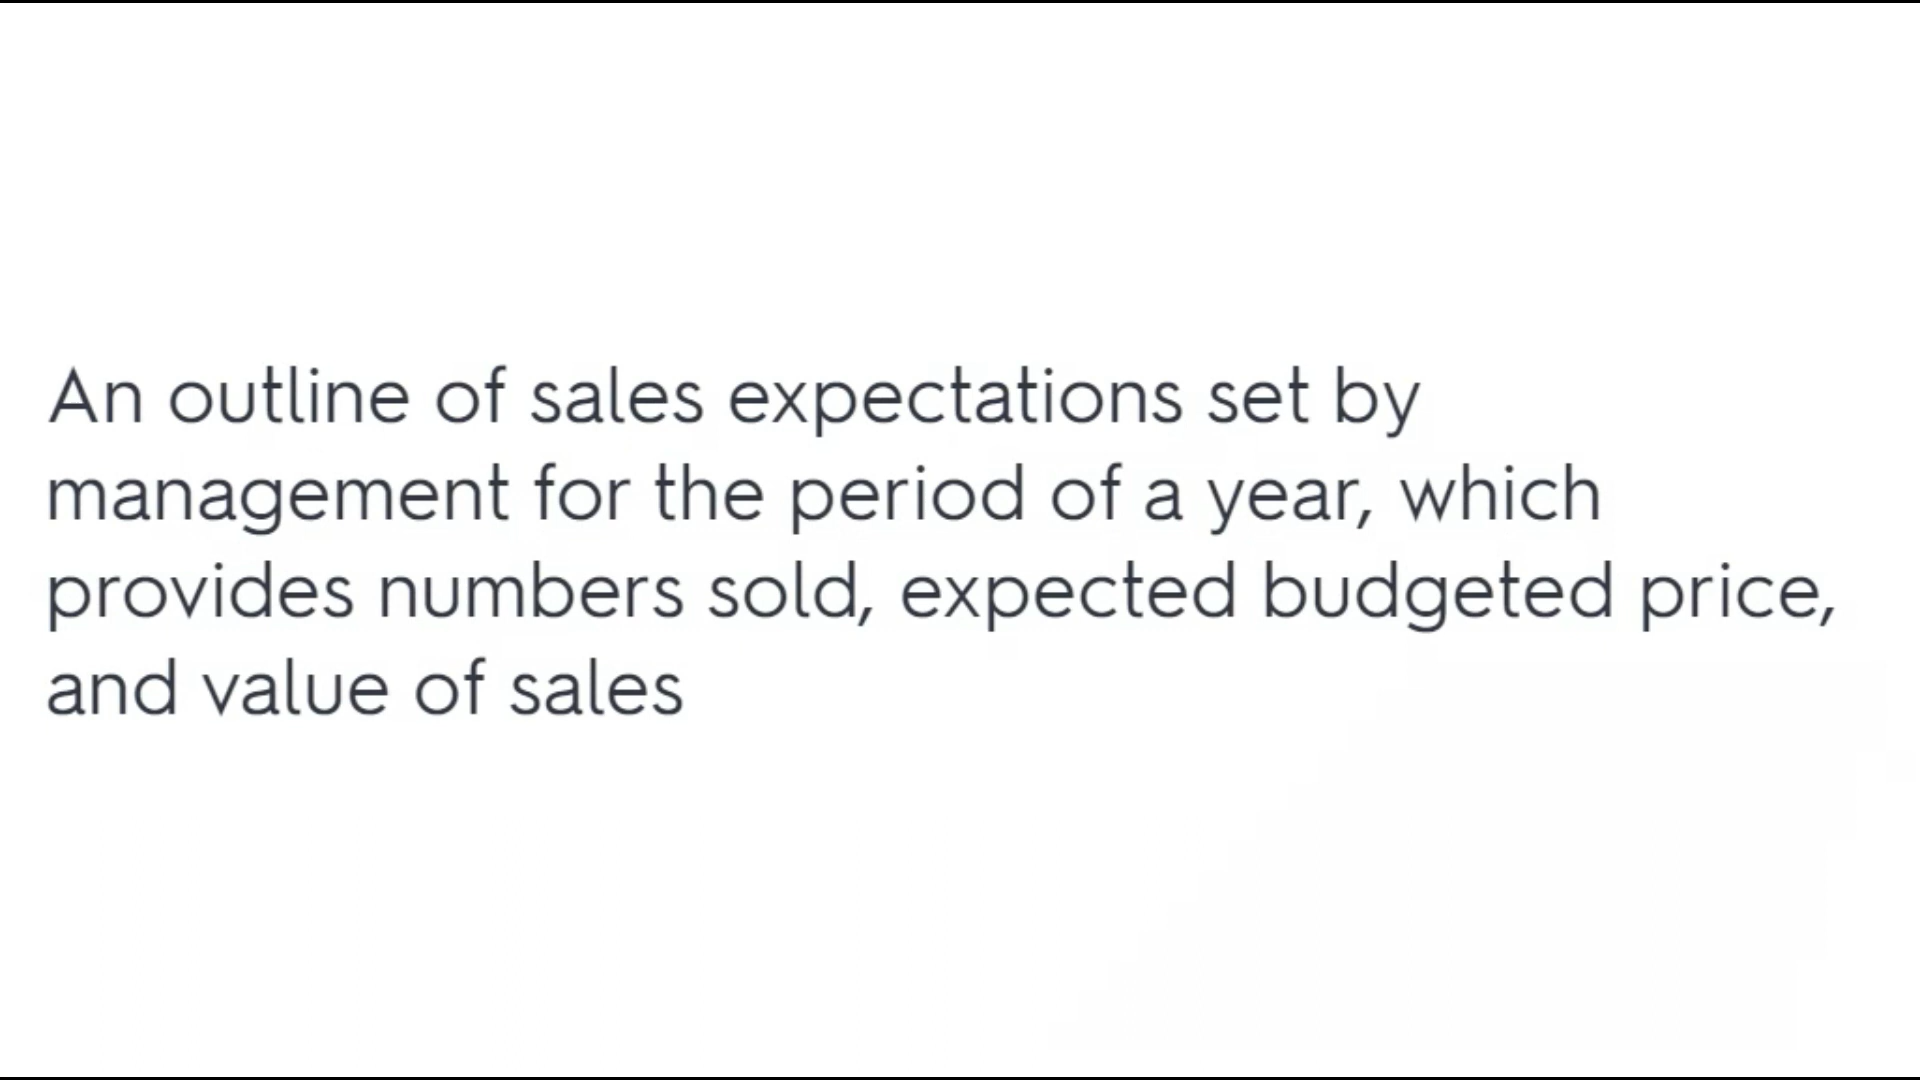 An outline of sales expectations set by
management for the period of a year, which
provides numbers sold, expected budgeted price,
and value of sales